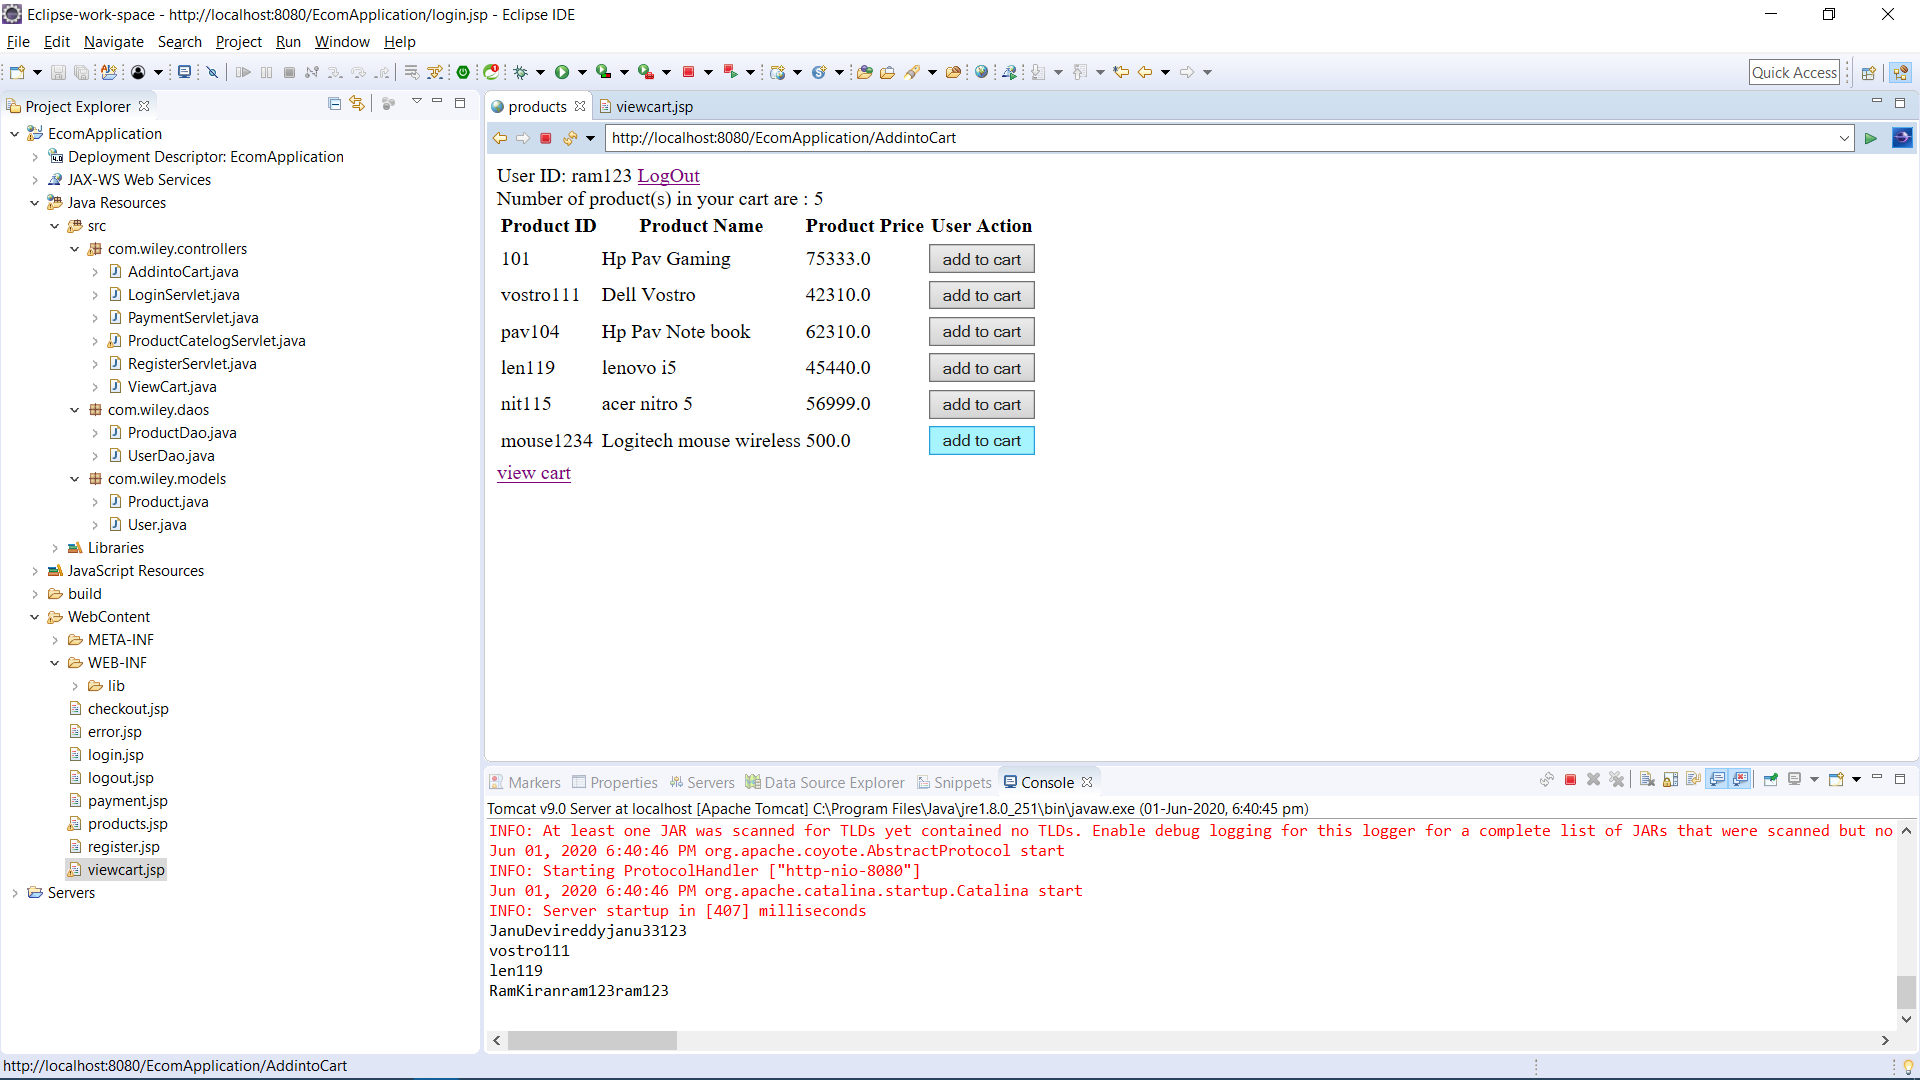 Eclipse-work-space - http://localhost:8080/EcomApplication/login.jsp - Eclipse IDE
File Edit Navigate Search Project Run Window Help
Quick Access
Project Explorer
EcomApplication
Deployment Descriptor: EcomApplication
JAX-WS Web Services
Java Resources
src
com.wiley.controllers
AddintoCart.java
LoginServlet.java
PaymentServlet.java
ProductCatelogServlet.java
RegisterServlet.java
ViewCart.java
com.wiley.daos
ProductDao.java
UserDao.java
com.wiley.models
Product.java
User.java
Libraries
JavaScript Resources
build
WebContent
META-INF
WEB-INF
lib
checkout.jsp
error.jsp
login.jsp
logout.jsp
payment.jsp
products.jsp
register.jsp
viewcart.jsp
Servers
products viewcart.jsp
http://localhost:8080/EcomApplication/AddintoCart
User ID: ram123 LogOut
Number of product(s) in your cart are : 5
Product ID Product Name Product Price User Action
101 Hp Pav Gaming 75333.0 add to cart
vostro111 Dell Vostro 42310.0 add to cart
pav104 Hp Pav Note book 62310.0 add to cart
len119 lenovo i5 45440.0 add to cart
nit115 acer nitro 5 56999.0 add to cart
mouse1234 Logitech mouse wireless 500.0 add to cart
view cart
Markers Properties Servers Data Source Explorer Snippets Console
Tomcat v9.0 Server at localhost [Apache Tomcat] C:\Program Files\Java\jre1.8.0_251\bin\javaw.exe (01-Jun-2020, 6:40:45 pm)
INFO: At least one JAR was scanned for TLDs yet contained no TLDs. Enable debug logging for this logger for a complete list of JARs that were scanned but no
Jun 01, 2020 6:40:46 PM org.apache.coyote.AbstractProtocol start
INFO: Starting ProtocolHandler ["http-nio-8080"]
Jun 01, 2020 6:40:46 PM org.apache.catalina.startup.Catalina start
INFO: Server startup in [407] milliseconds
JanuDevireddyjanu33123
vostro111
len119
RamKiranram123ram123
http://localhost:8080/EcomApplication/AddintoCart